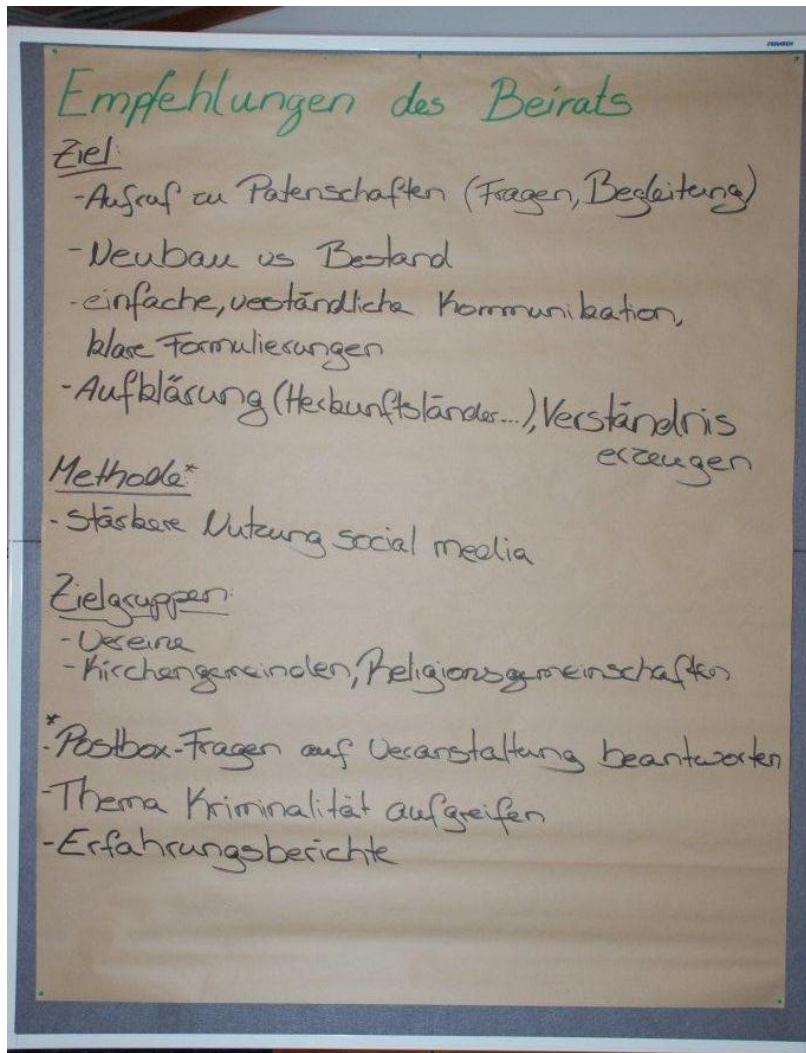 Empfehlungen des Beirats
Ziel:
- Aufruf zu Patenschaften (Fragen, Begleitung)
- Neubau vs Bestand
- einfache, verständliche Kommunikation,
klare Formulierungen
- Aufklärung (Herkunftsländer...), Verständnis
erzeugen
Methode*
- stärkere Nutzung social media
Zielgruppen:
- Vereine
- Kirchengemeinden, Religionsgemeinschaften
*
- Postbox-Fragen auf Veranstaltung beantworten
- Thema Kriminalität aufgreifen
- Erfahrungsberichte